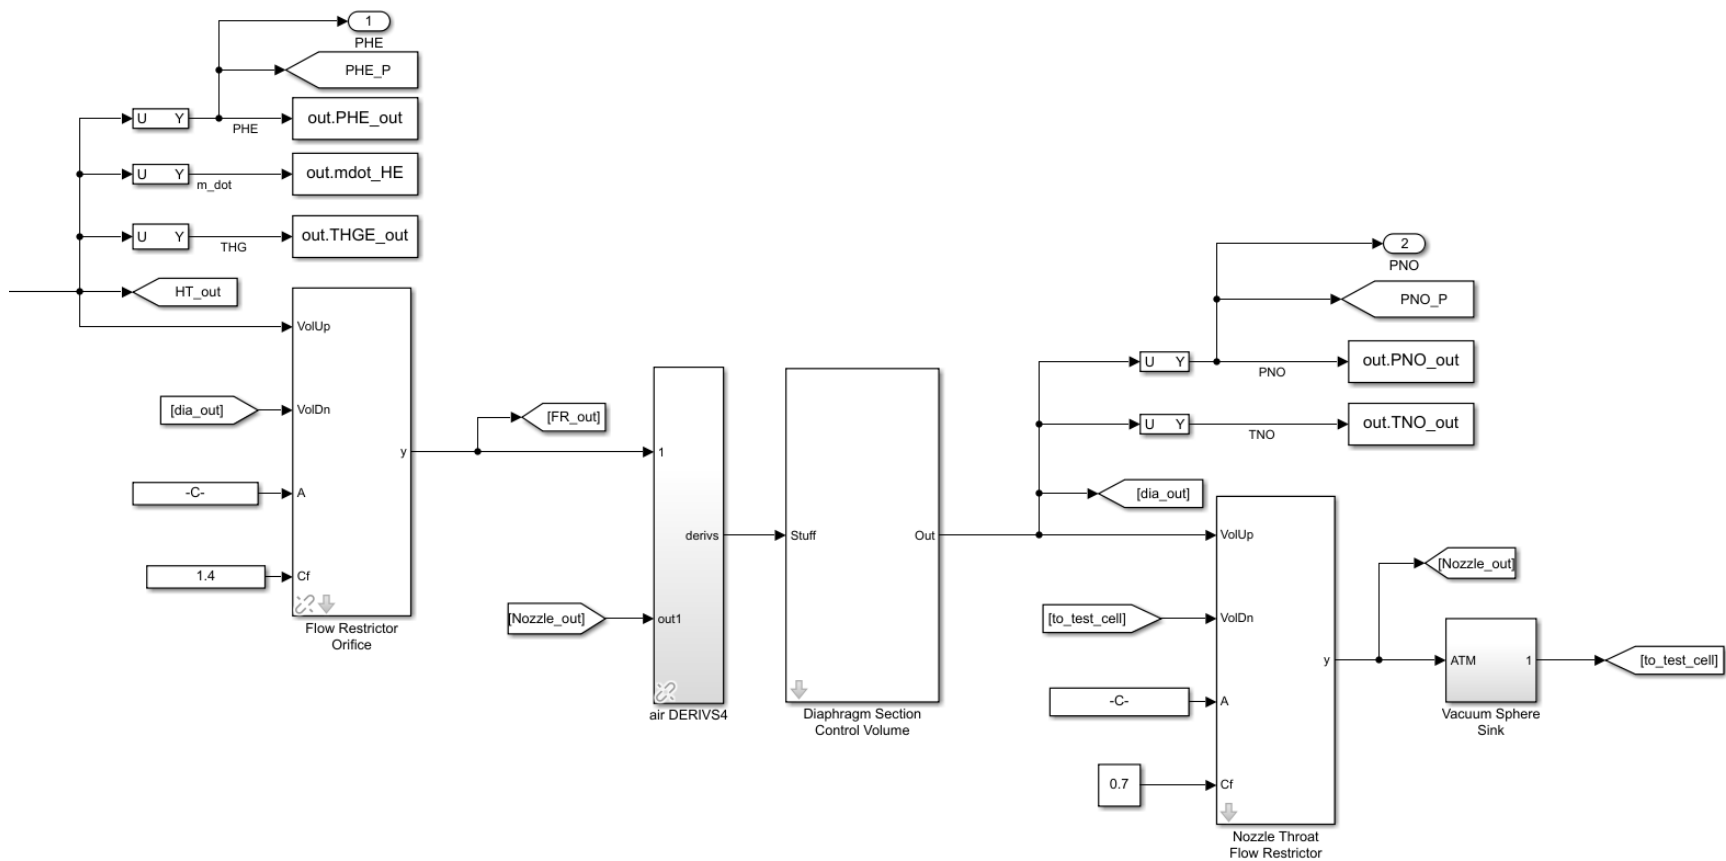 1
PHE
PHE_P
U Y
PHE
out.PHE_out
U Y
m_dot
out.mdot_HE
U Y
THG
out.THGE_out
HT_out
VolUp
[dia_out]
VolDn
y
-C-
A
1.4
Cf
Flow Restrictor
Orifice
[FR_out]
1
derivs
[Nozzle_out]
out1
air DERIVS4
Stuff
Out
Diaphragm Section
Control Volume
2
PNO
PNO_P
U Y
PNO
out.PNO_out
U Y
TNO
out.TNO_out
[dia_out]
VolUp
[to_test_cell]
VolDn
y
-C-
A
0.7
Cf
Nozzle Throat
Flow Restrictor
[Nozzle_out]
ATM
1
Vacuum Sphere
Sink
[to_test_cell]